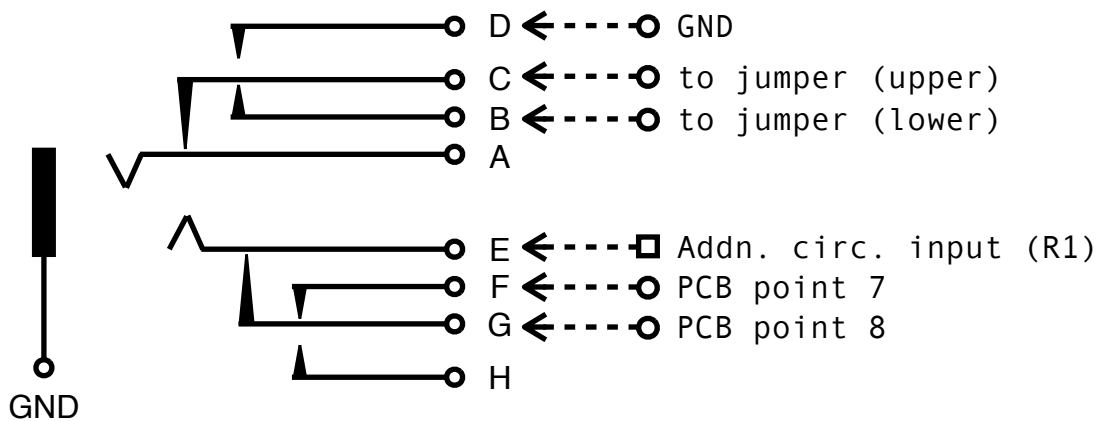 D GND
C to jumper (upper)
B to jumper (lower)
A
E Addn. circ. input (R1)
F PCB point 7
G PCB point 8
H
GND